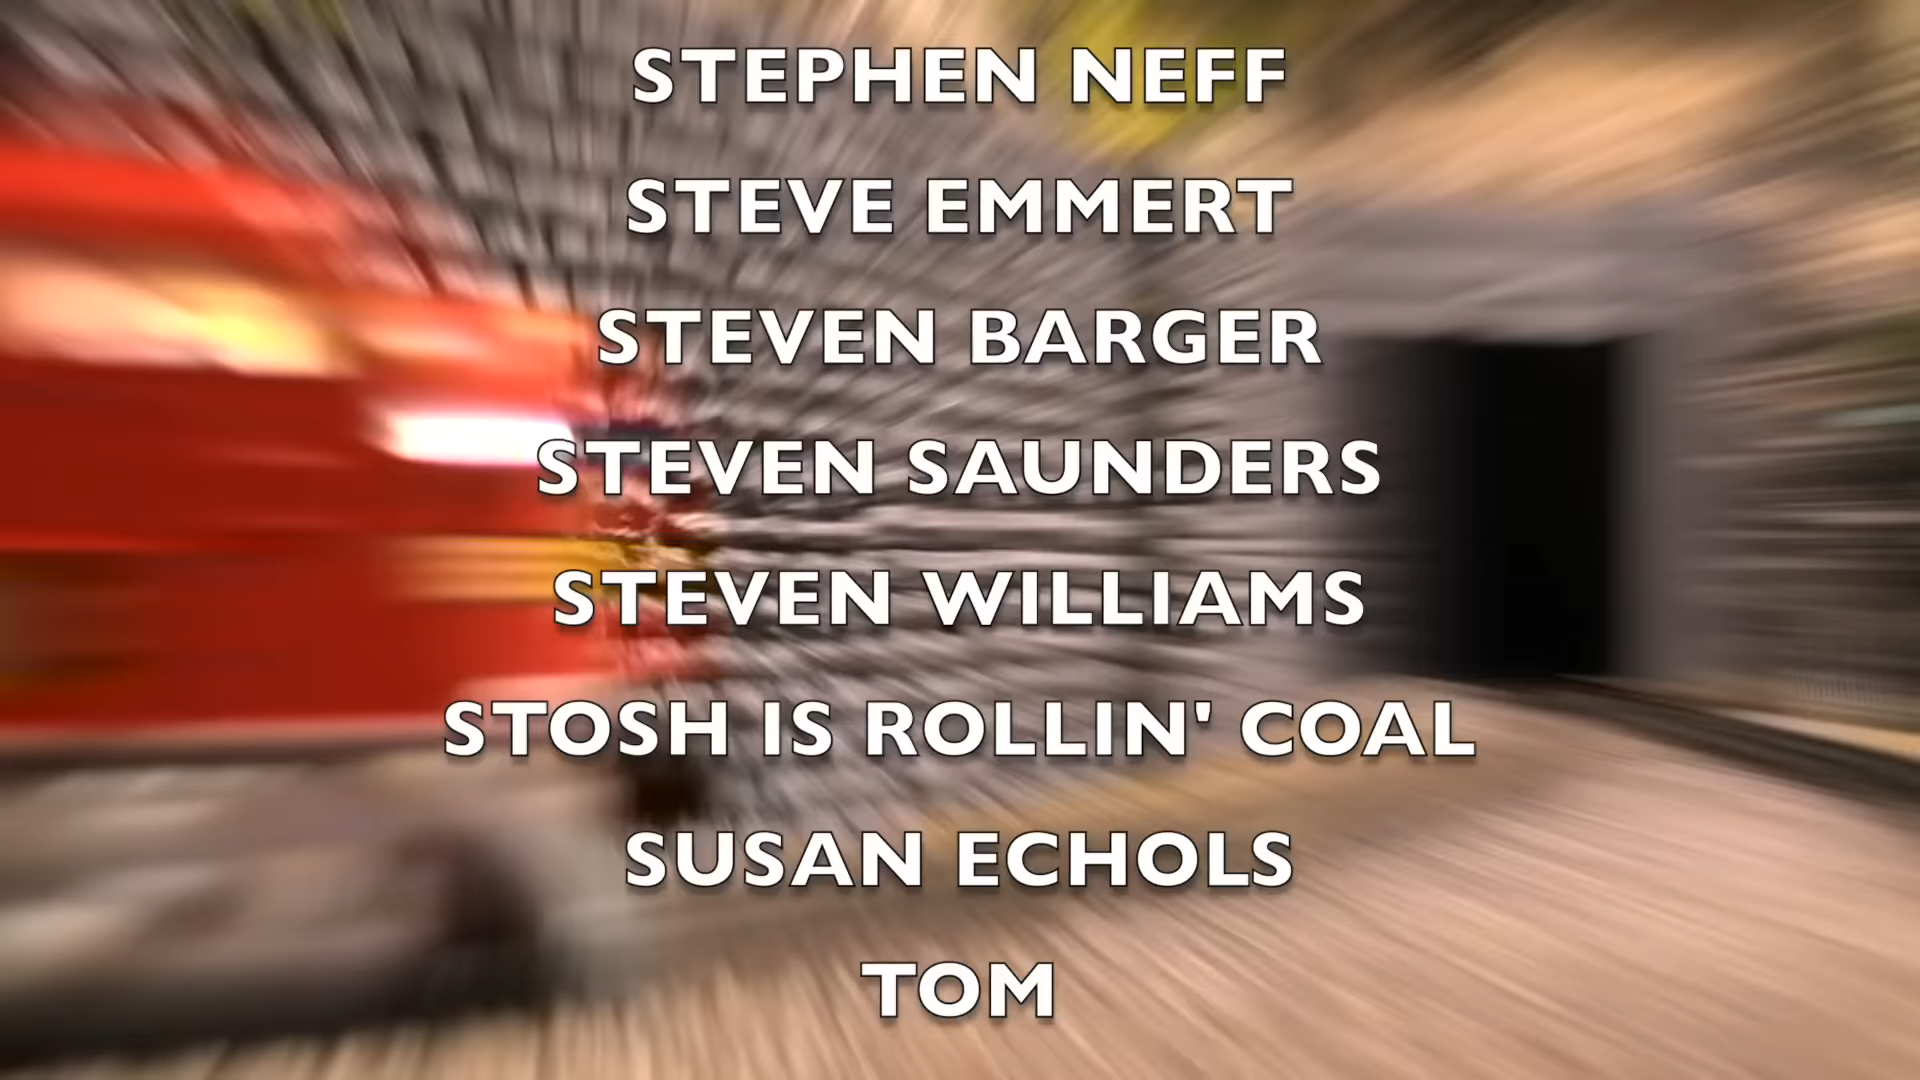 STEPHEN NEFF
STEVE EMMERT
STEVEN BARGER
STEVEN SAUNDERS
STEVEN WILLIAMS
STOSH IS ROLLIN' COAL
SUSAN ECHOLS
TOM